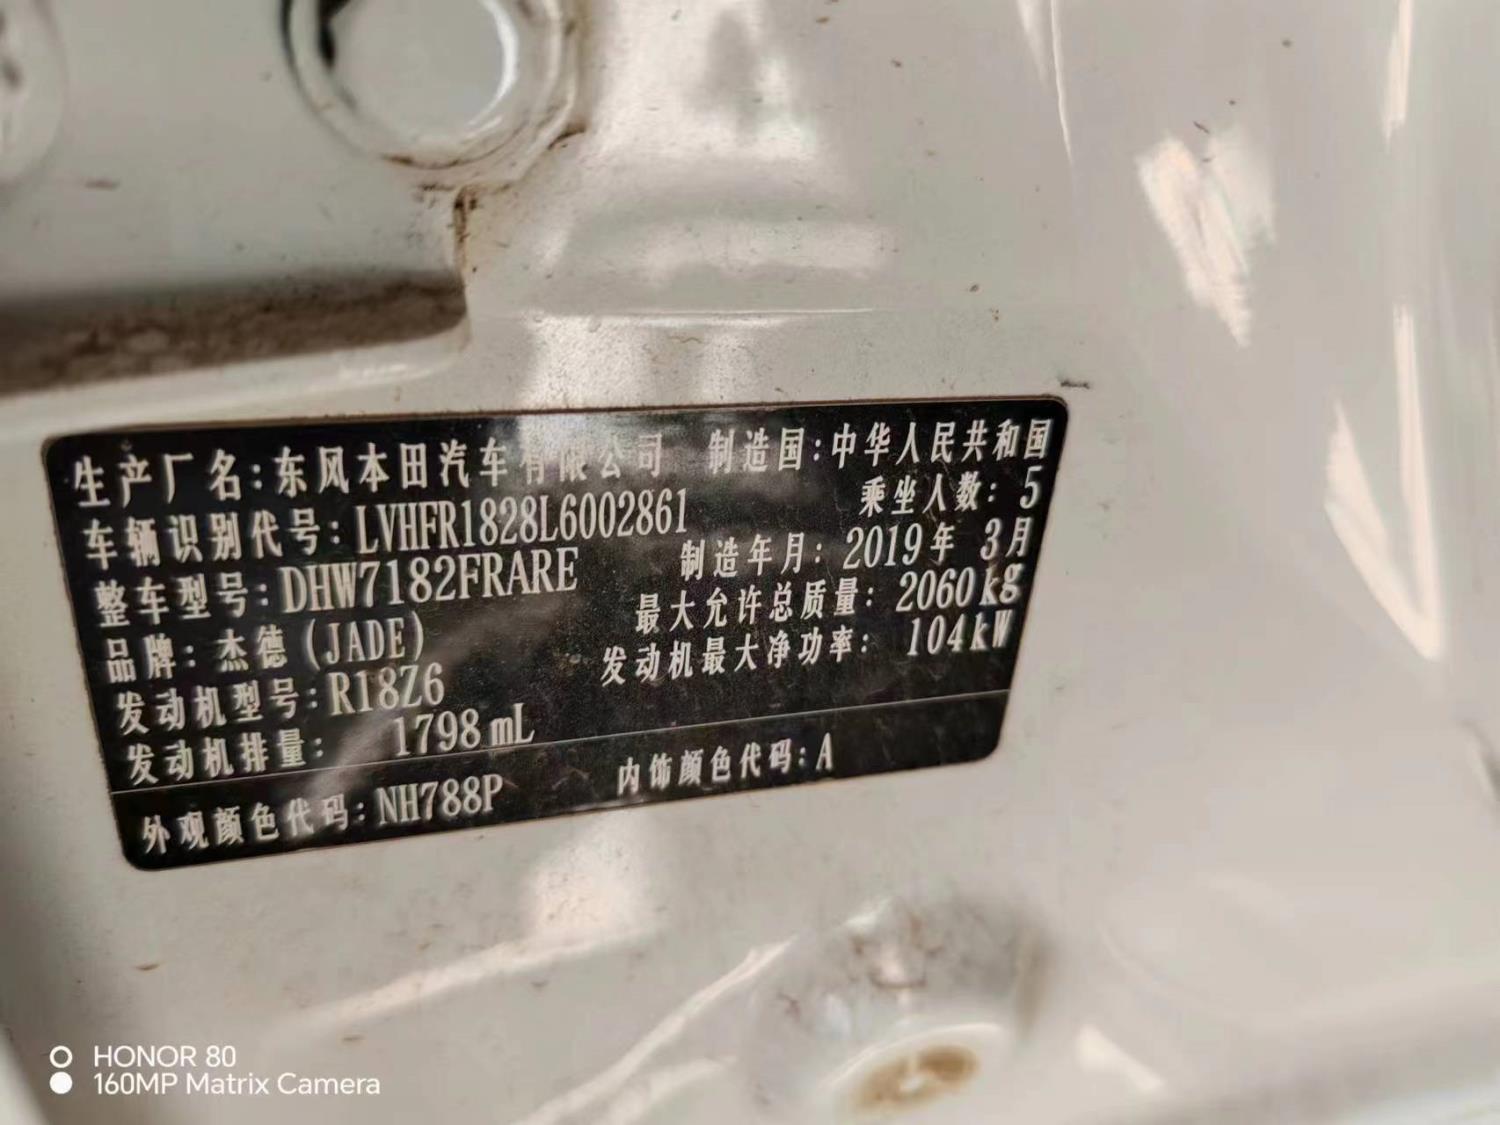 生产厂名:东风本田汽车有限公司 制造国:中华人民共和国
车辆识别代号:LVHFR1828L6002861 乘坐人数:5
整车型号:DHW7182FRARE 制造年月:2019年 3月
品牌:杰德(JADE) 最大允许总质量:2060kg
发动机型号:R18Z6 发动机最大净功率:104kW
发动机排量: 1798mL
外观颜色代码:NH788P 内饰颜色代码:A
HONOR 80
160MP Matrix Camera